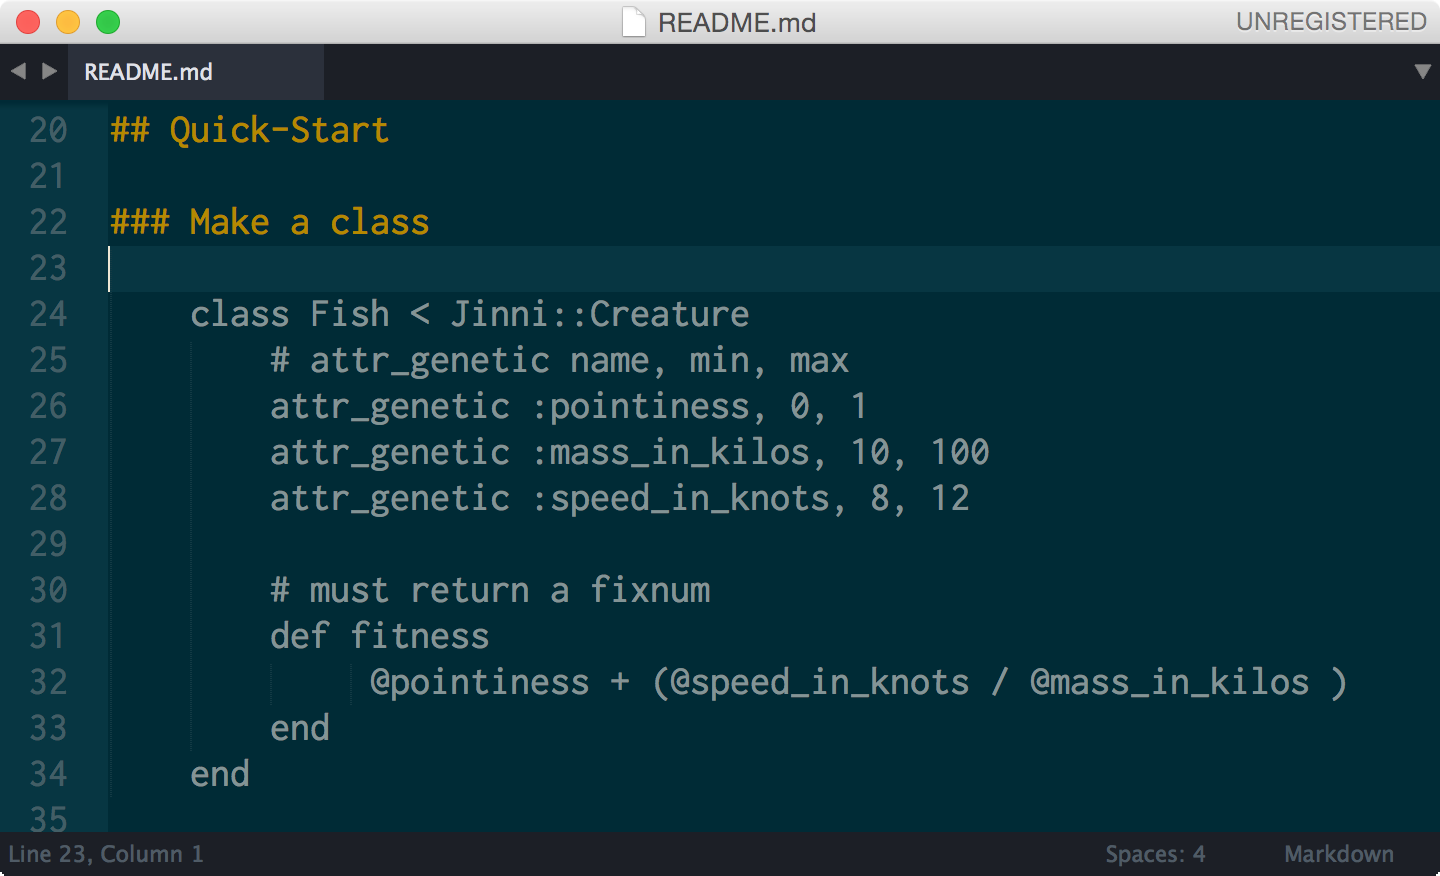 README.md
UNREGISTERED
README.md
20 ## Quick-Start
21
22 ### Make a class
23
24     class Fish < Jinni::Creature
25         # attr_genetic name, min, max
26         attr_genetic :pointiness, 0, 1
27         attr_genetic :mass_in_kilos, 10, 100
28         attr_genetic :speed_in_knots, 8, 12
29
30         # must return a fixnum
31         def fitness
32              @pointiness + (@speed_in_knots / @mass_in_kilos )
33         end
34     end
35
Line 23, Column 1
Spaces: 4
Markdown